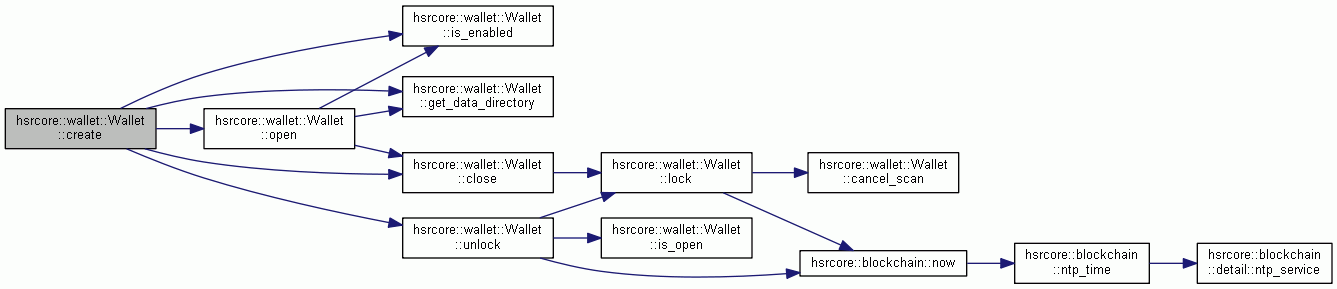 hsrcore::wallet::Wallet
::create
hsrcore::wallet::Wallet
::open
hsrcore::wallet::Wallet
::is_enabled
hsrcore::wallet::Wallet
::get_data_directory
hsrcore::wallet::Wallet
::close
hsrcore::wallet::Wallet
::unlock
hsrcore::wallet::Wallet
::lock
hsrcore::wallet::Wallet
::is_open
hsrcore::wallet::Wallet
::cancel_scan
hsrcore::blockchain::now
hsrcore::blockchain
::ntp_time
hsrcore::blockchain
::detail::ntp_service